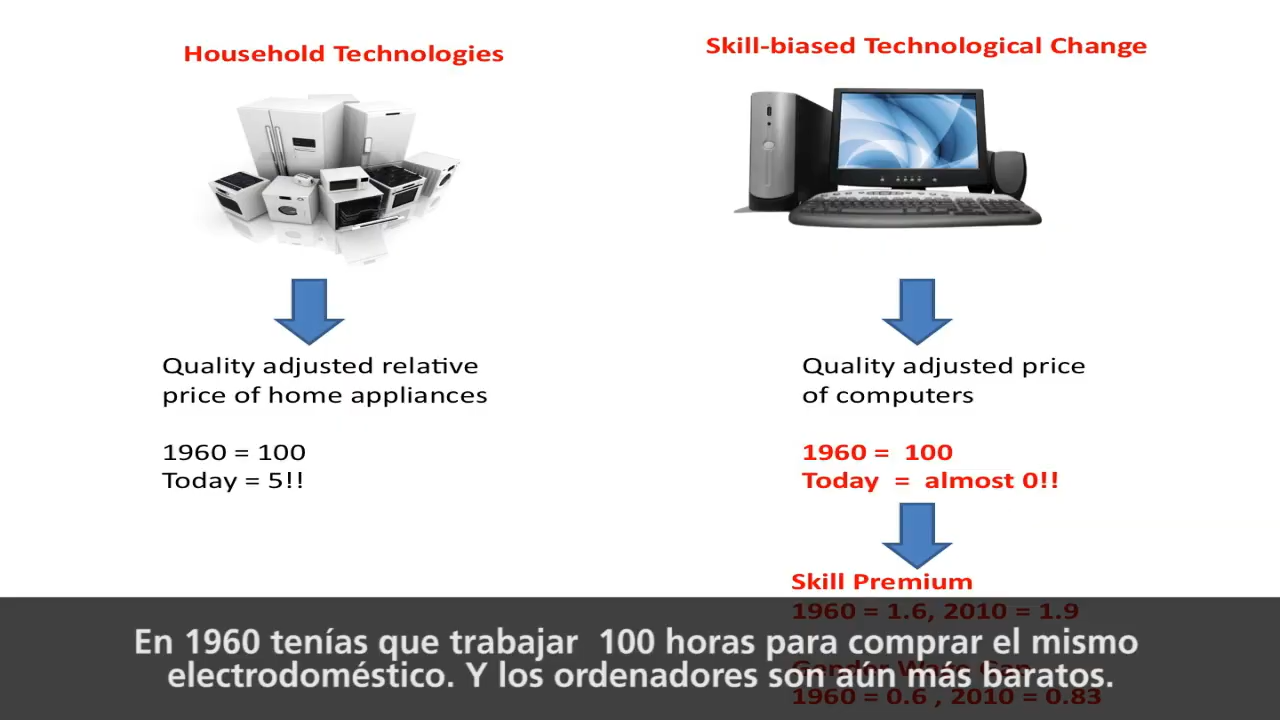 Household Technologies
Skill-biased Technological Change
Quality adjusted relative
price of home appliances
1960 = 100
Today = 5!!
Quality adjusted price
of computers
1960 = 100
Today = almost 0!!
Skill Premium
1960 = 1.6, 2010 = 1.9
Gender Wage Gap
1960 = 0.6 , 2010 = 0.83
En 1960 tenías que trabajar 100 horas para comprar el mismo
electrodoméstico. Y los ordenadores son aún más baratos.